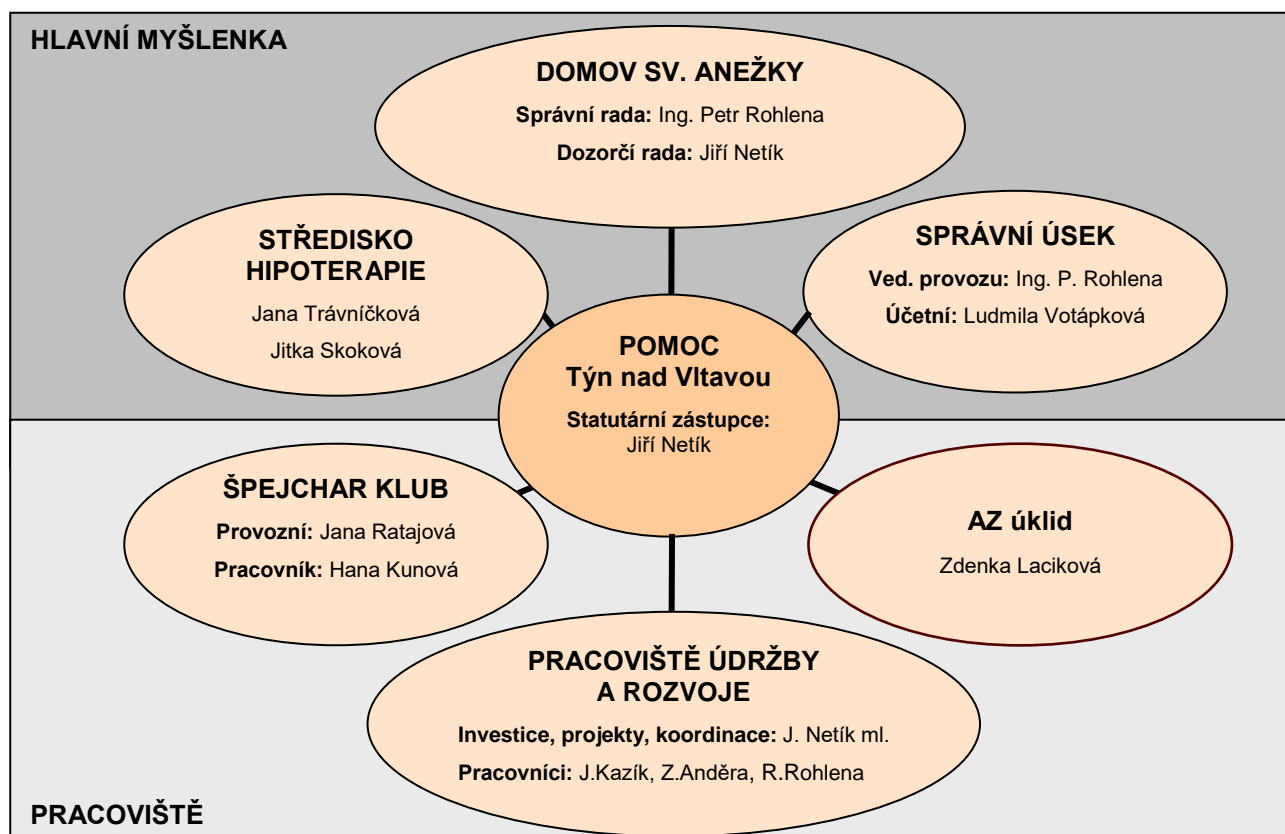 HLAVNÍ MYŠLENKA
DOMOV SV. ANEŽKY
Správní rada: Ing. Petr Rohlena
Dozorčí rada: Jiří Netík
STŘEDISKO
HIPOTERAPIE
Jana Trávníčková
Jitka Skoková
SPRÁVNÍ ÚSEK
Ved. provozu: Ing. P. Rohlena
Účetní: Ludmila Votápková
POMOC
Týn nad Vltavou
Statutární zástupce:
Jiří Netík
ŠPEJCHAR KLUB
Provozní: Jana Ratajová
Pracovník: Hana Kunová
AZ úklid
Zdenka Laciková
PRACOVIŠTĚ ÚDRŽBY
A ROZVOJE
Investice, projekty, koordinace: J. Netík ml.
Pracovníci: J.Kazík, Z.Anděra, R.Rohlena
PRACOVIŠTĚ